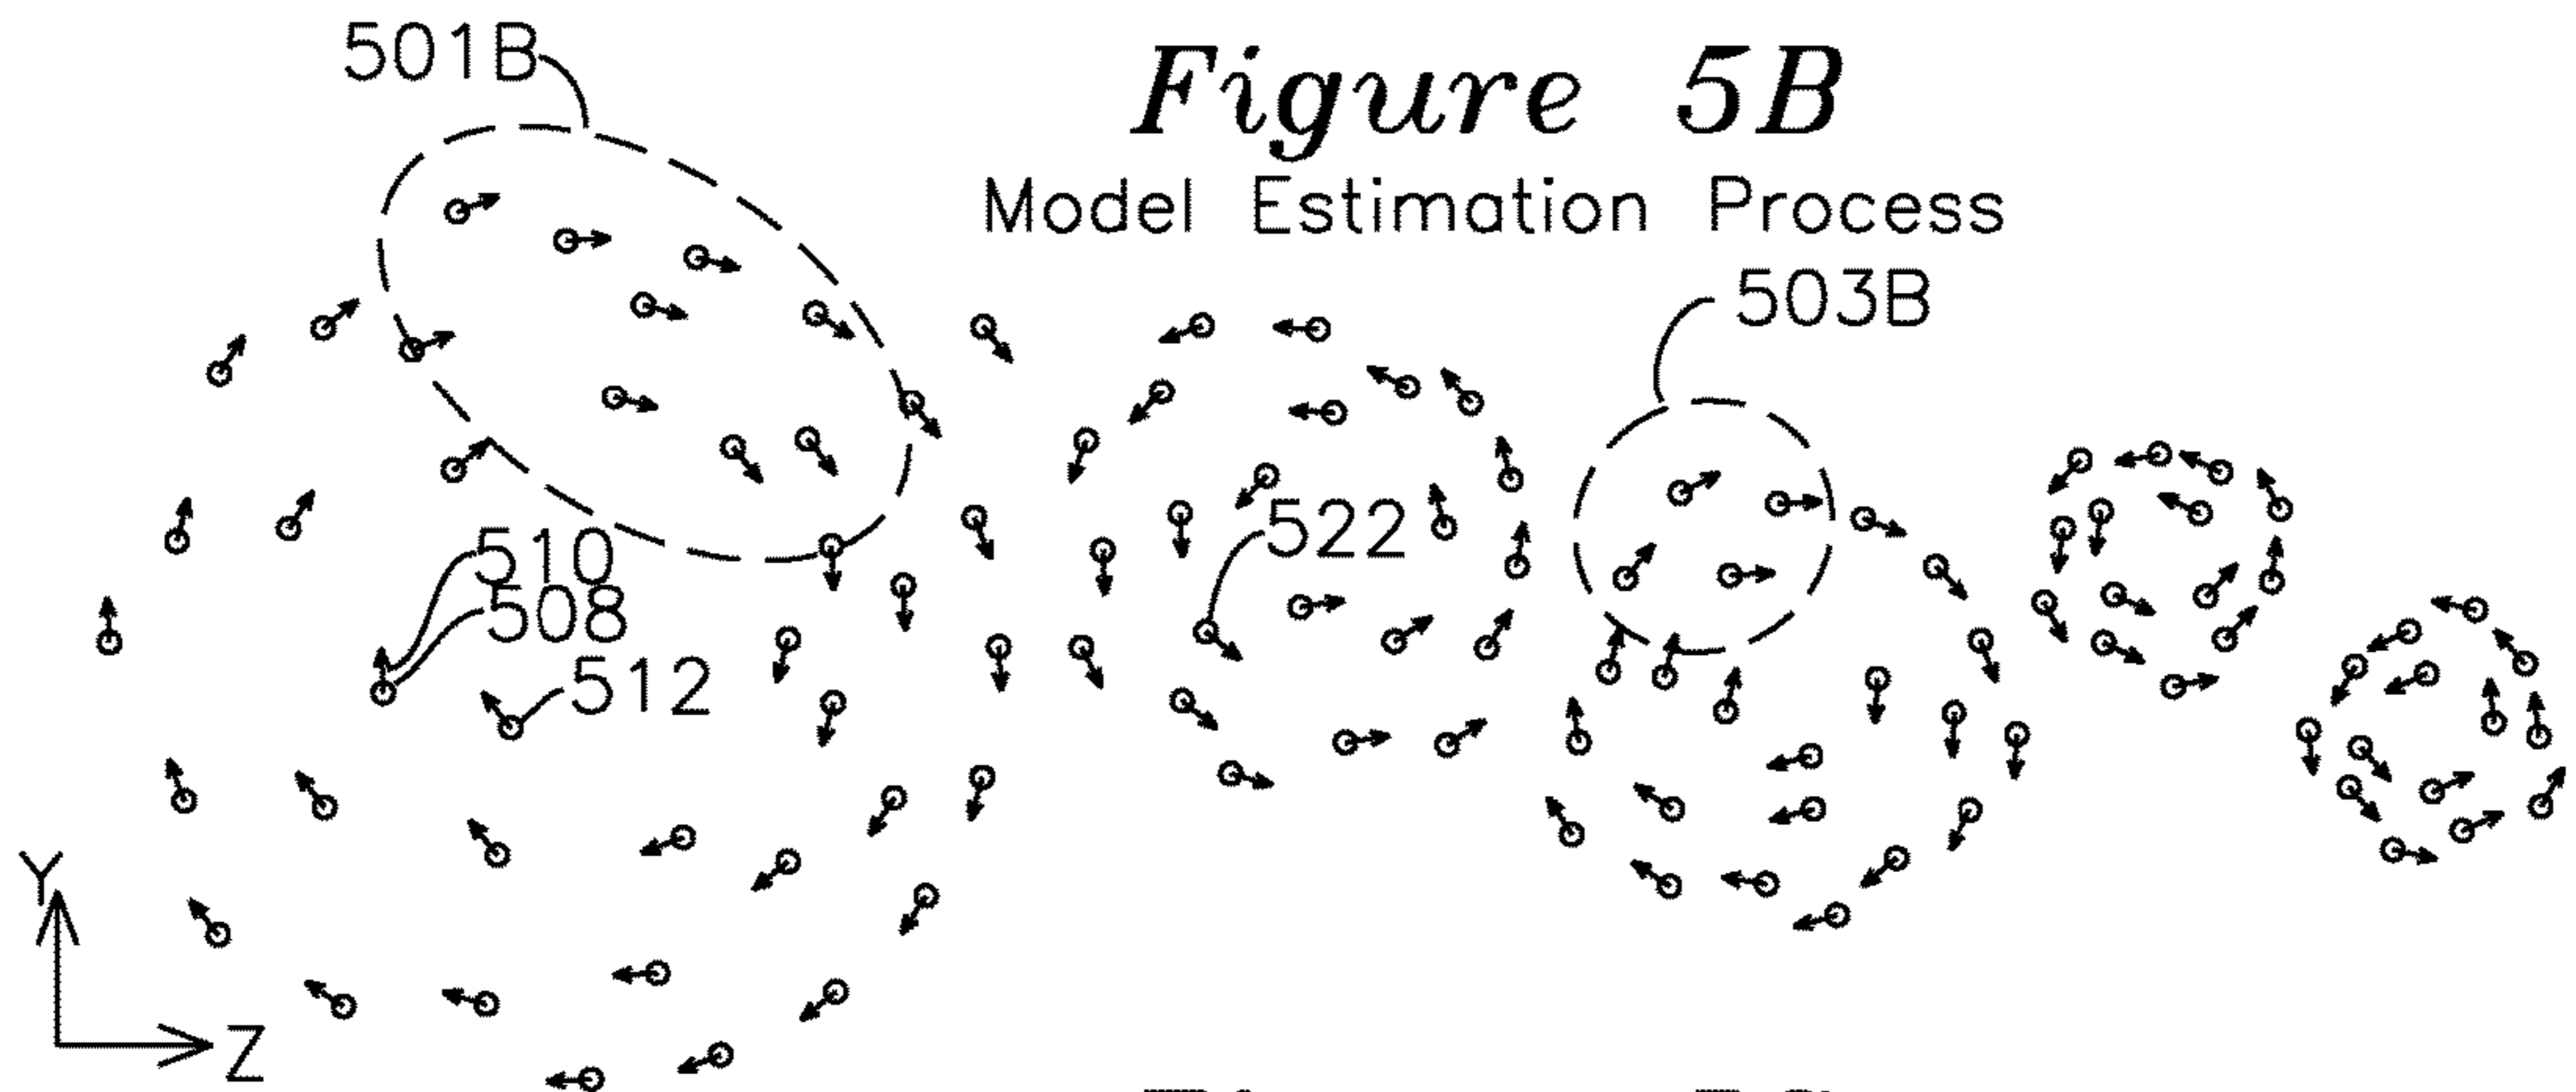 501B
Figure 5B
Model Estimation Process
503B
522
510
508
512
Y
Z